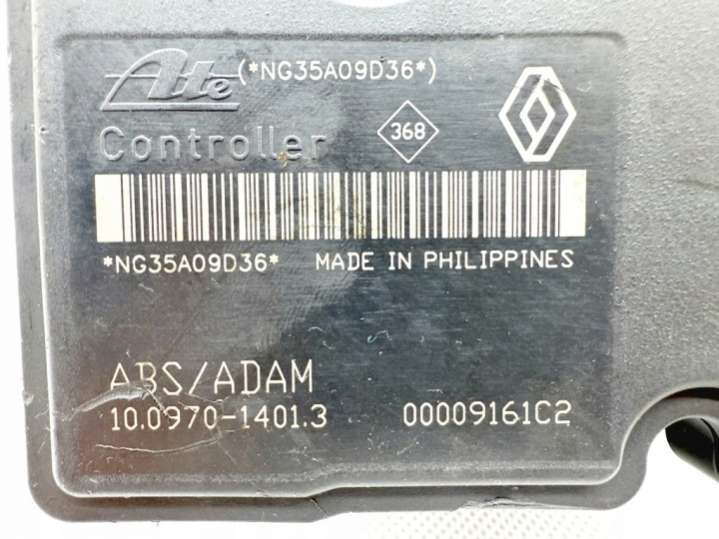 Ate (*NG35A09D36*)
Controller 368
*NG35A09D36* MADE IN PHILIPPINES
ABS/ADAM
10.0970-1401.3 00009161C2